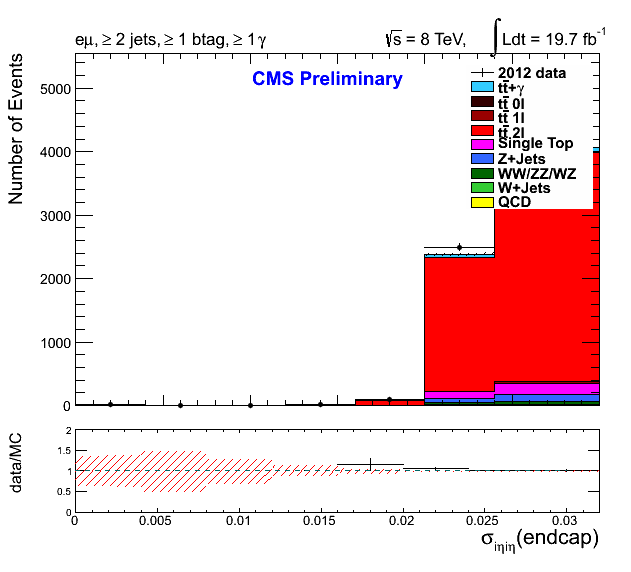 eμ, ≥ 2 jets, ≥ 1 btag, ≥ 1 γ
√s = 8 TeV, ∫ Ldt = 19.7 fb⁻¹
CMS Preliminary
2012 data
tt̄+γ
tt̄ 0l
tt̄ 1l
tt̄ 2l
Single Top
Z+Jets
WW/ZZ/WZ
W+Jets
QCD
Number of Events
5000
4000
3000
2000
1000
0
data/MC
2
1.5
1
0.5
0
0 0.005 0.01 0.015 0.02 0.025 0.03
σiηiη(endcap)